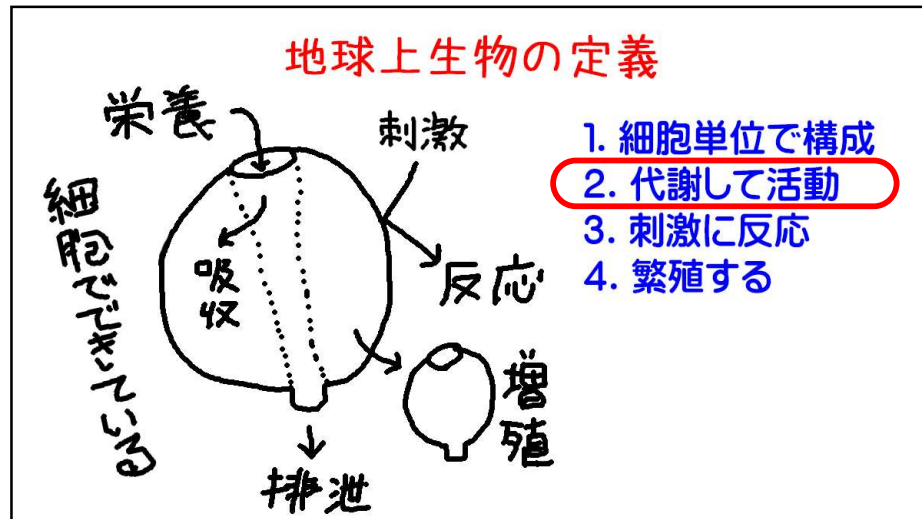 地球上生物の定義
栄養
刺激
細胞でできている
吸収
反応
増殖
排泄
1. 細胞単位で構成
2. 代謝して活動
3. 刺激に反応
4. 繁殖する